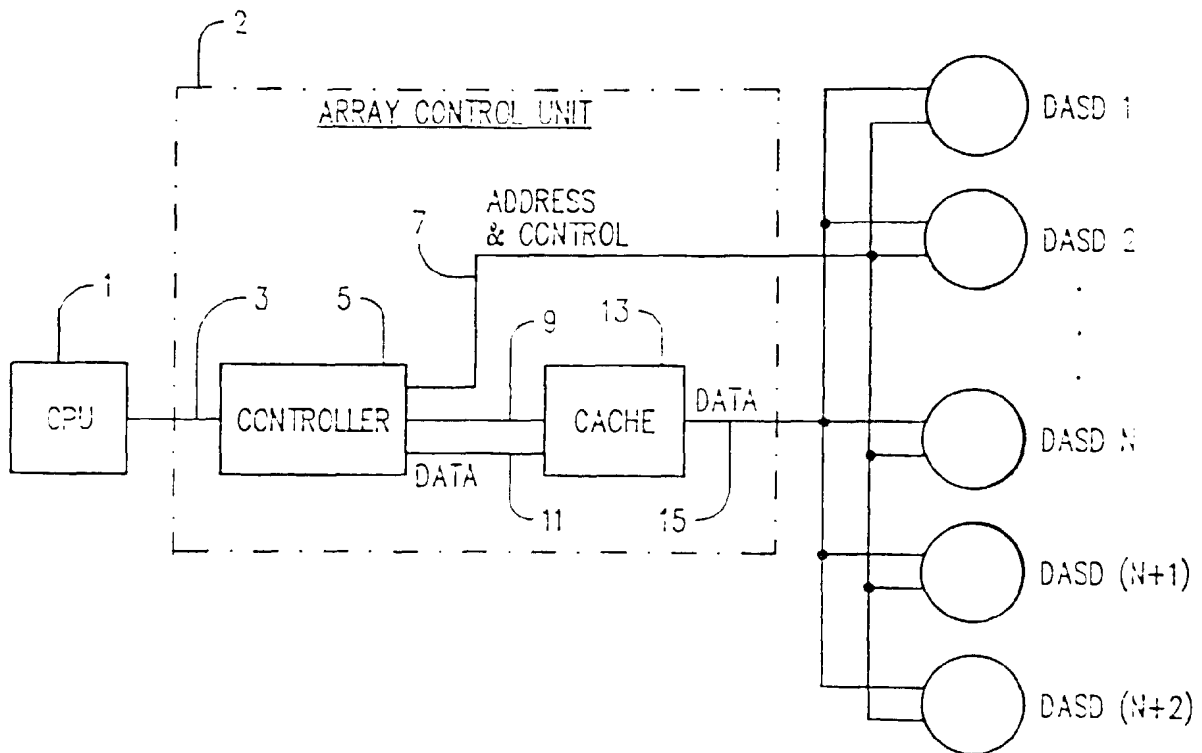 2
ARRAY CONTROL UNIT
DASD 1
ADDRESS
& CONTROL
7
DASD 2
1
3
5
9
13
CPU
CONTROLLER
CACHE
DATA
DASD N
DATA
11
15
DASD (N+1)
DASD (N+2)